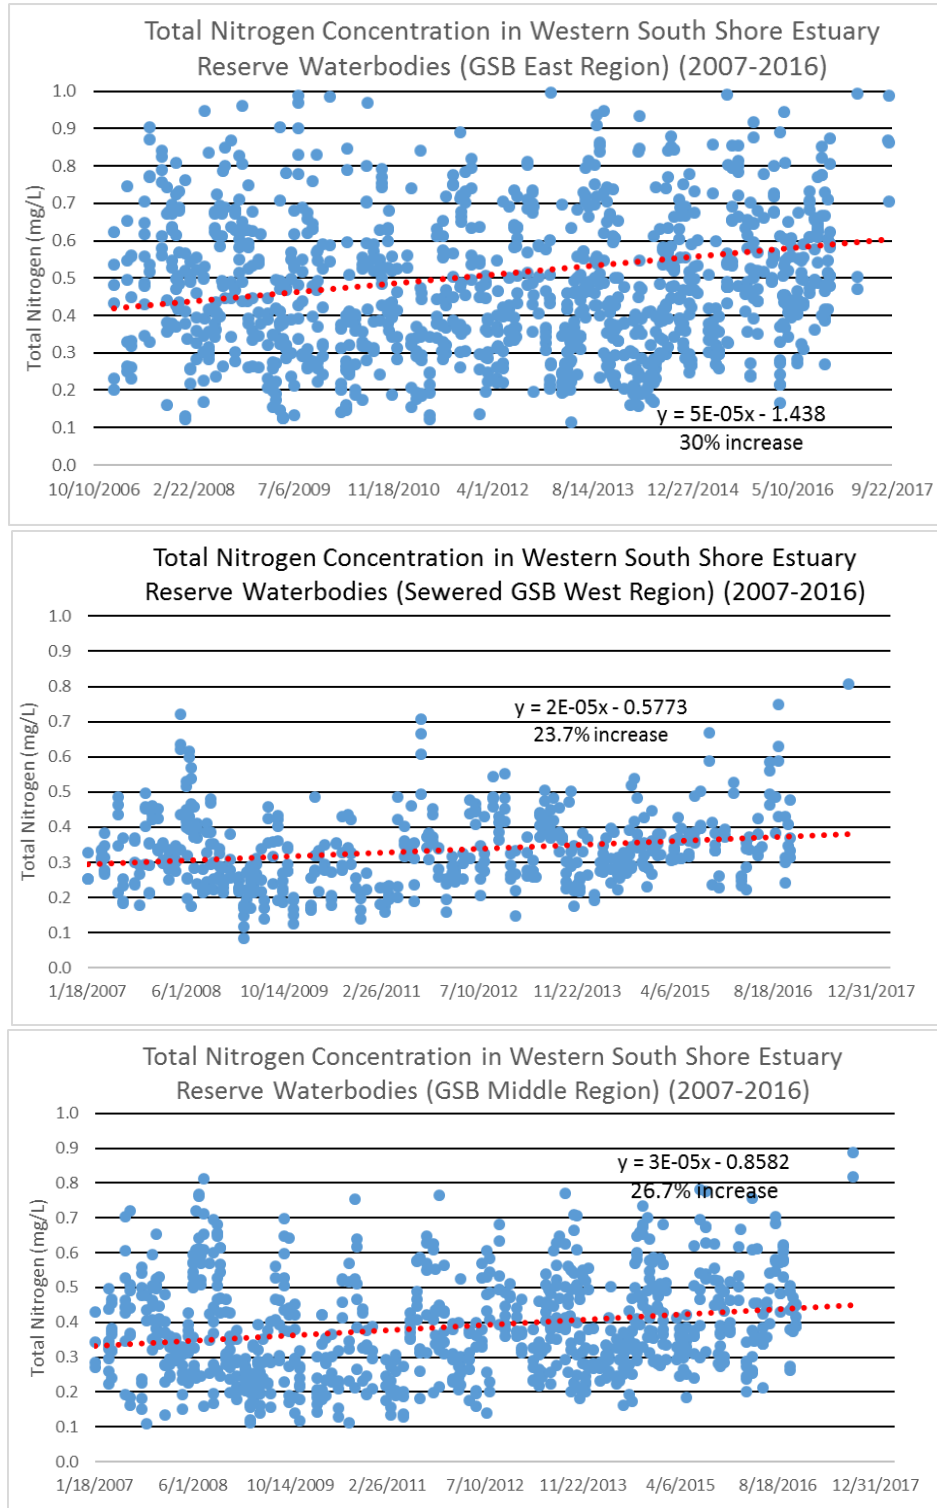 Total Nitrogen Concentration in Western South Shore Estuary
Reserve Waterbodies (GSB East Region) (2007-2016)
Total Nitrogen (mg/L)
1.0
0.9
0.8
0.7
0.6
0.5
0.4
0.3
0.2
0.1
0.0
y = 5E-05x - 1.438
30% increase
10/10/2006 2/22/2008 7/6/2009 11/18/2010 4/1/2012 8/14/2013 12/27/2014 5/10/2016 9/22/2017
Total Nitrogen Concentration in Western South Shore Estuary
Reserve Waterbodies (Sewered GSB West Region) (2007-2016)
Total Nitrogen (mg/L)
1.0
0.9
0.8
0.7
0.6
0.5
0.4
0.3
0.2
0.1
0.0
y = 2E-05x - 0.5773
23.7% increase
1/18/2007 6/1/2008 10/14/2009 2/26/2011 7/10/2012 11/22/2013 4/6/2015 8/18/2016 12/31/2017
Total Nitrogen Concentration in Western South Shore Estuary
Reserve Waterbodies (GSB Middle Region) (2007-2016)
Total Nitrogen (mg/L)
1.0
0.9
0.8
0.7
0.6
0.5
0.4
0.3
0.2
0.1
0.0
y = 3E-05x - 0.8582
26.7% increase
1/18/2007 6/1/2008 10/14/2009 2/26/2011 7/10/2012 11/22/2013 4/6/2015 8/18/2016 12/31/2017